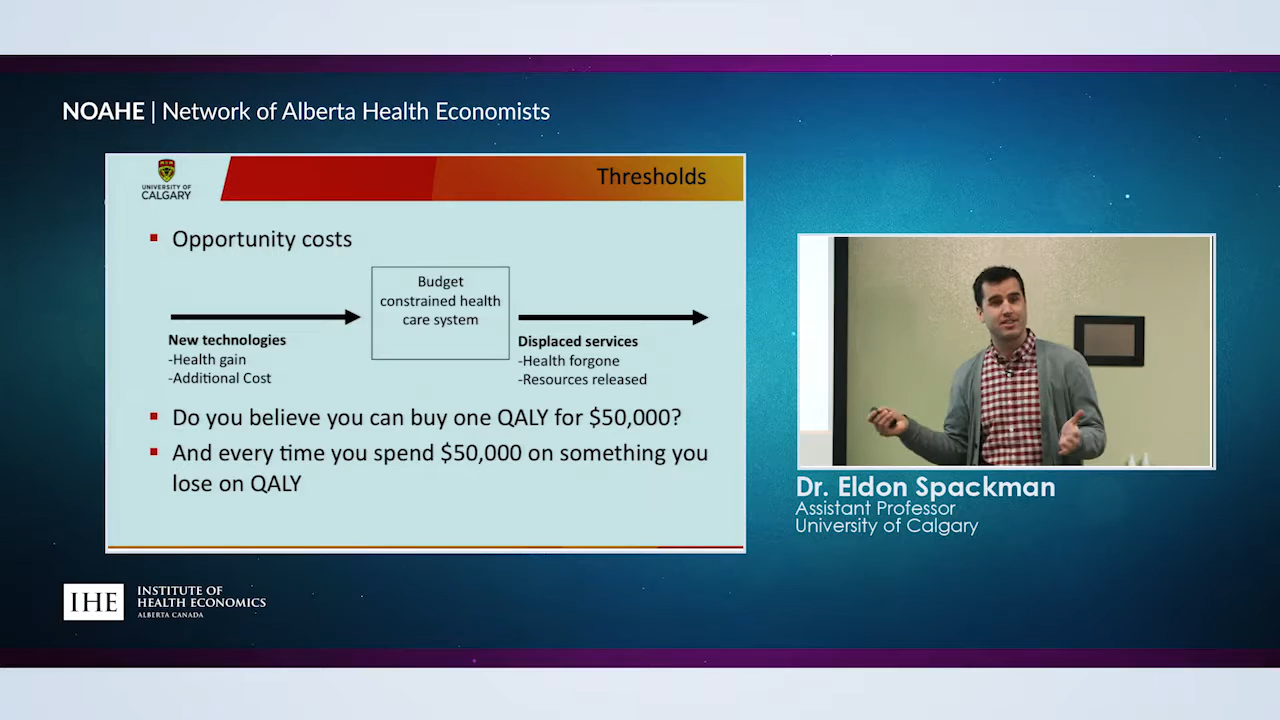 NOAHE | Network of Alberta Health Economists
UNIVERSITY OF
CALGARY
Thresholds
Opportunity costs
Budget
constrained health
care system
New technologies
-Health gain
-Additional Cost
Displaced services
-Health forgone
-Resources released
Do you believe you can buy one QALY for $50,000?
And every time you spend $50,000 on something you
lose on QALY
Dr. Eldon Spackman
Assistant Professor
University of Calgary
IHE
INSTITUTE OF
HEALTH ECONOMICS
ALBERTA CANADA